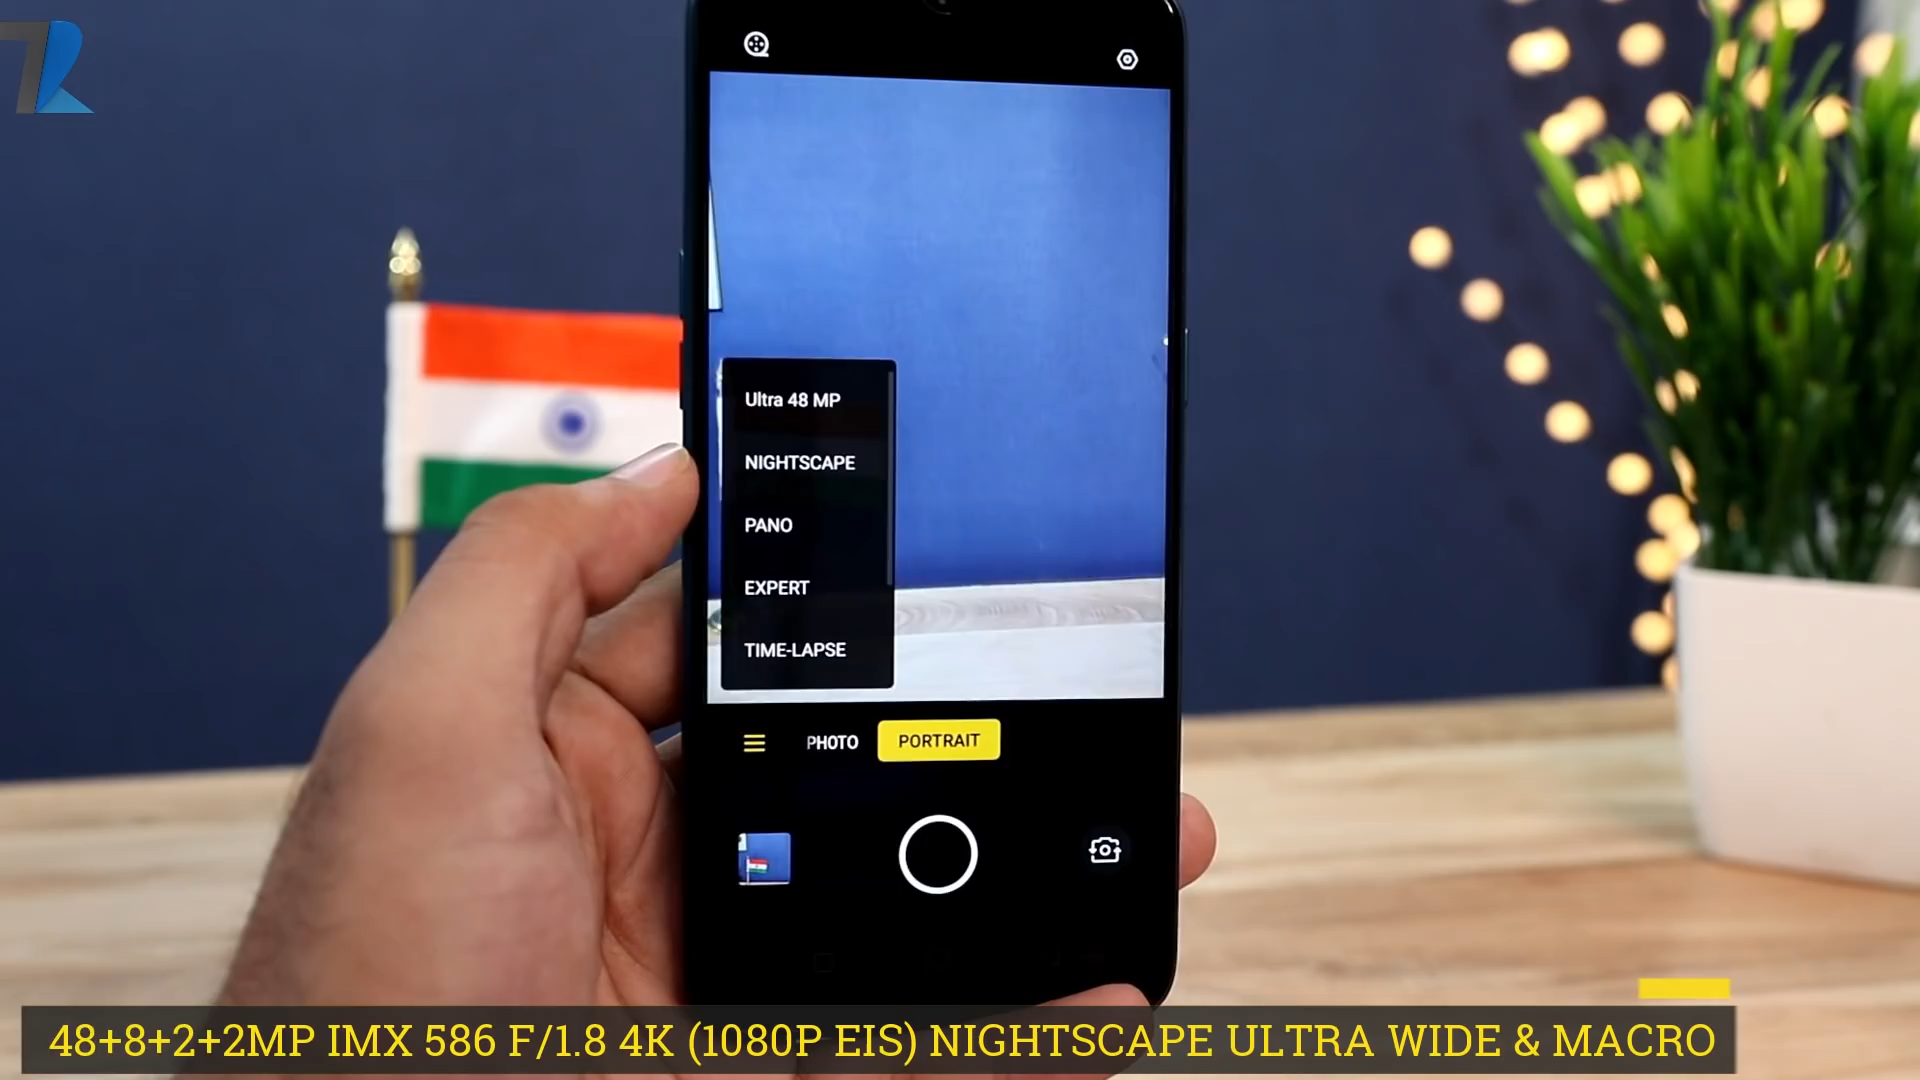 Ultra 48 MP
NIGHTSCAPE
PANO
EXPERT
TIME-LAPSE
PHOTO PORTRAIT
48+8+2+2MP IMX 586 F/1.8 4K (1080P EIS) NIGHTSCAPE ULTRA WIDE & MACRO